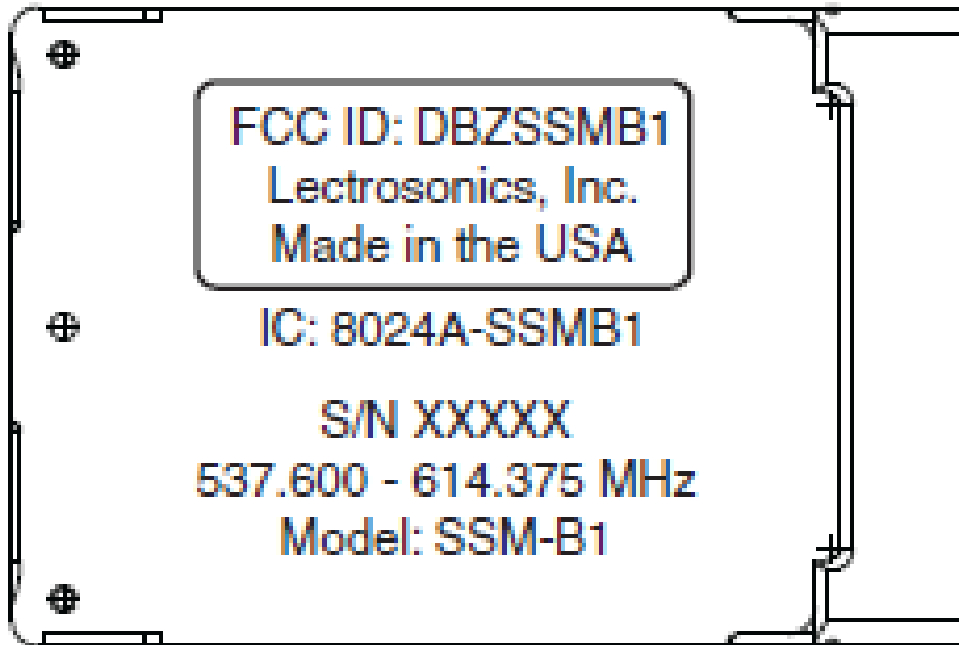 FCC ID: DBZSSMB1
Lectrosonics, Inc.
Made in the USA
IC: 8024A-SSMB1
S/N XXXXX
537.600 - 614.375 MHz
Model: SSM-B1